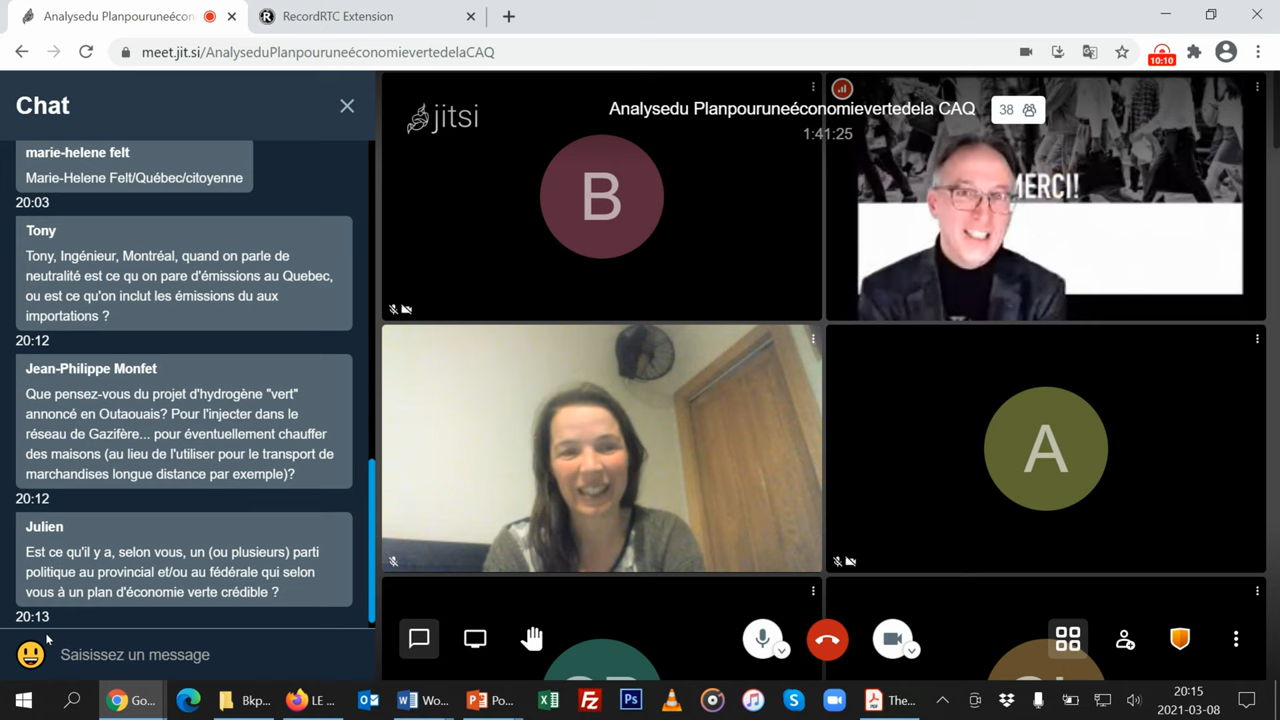 Analysedu Planpouruneécon
RecordRTC Extension
meet.jit.si/AnalyseduPlanpouruneéconomievertedelaCAQ
10:10
Chat
marie-helene felt
Marie-Helene Felt/Québec/citoyenne
20:03
Tony
Tony, Ingénieur, Montréal, quand on parle de
neutralité est ce qu on pare d'émissions au Quebec,
ou est ce qu'on inclut les émissions du aux
importations ?
20:12
Jean-Philippe Monfet
Que pensez-vous du projet d'hydrogène "vert"
annoncé en Outaouais? Pour l'injecter dans le
réseau de Gazifère... pour éventuellement chauffer
des maisons (au lieu de l'utiliser pour le transport de
marchandises longue distance par exemple)?
20:12
Julien
Est ce qu'il y a, selon vous, un (ou plusieurs) parti
politique au provincial et/ou au fédérale qui selon
vous à un plan d'économie verte crédible ?
20:13
Saisissez un message
jitsi
Analysedu Planpouruneéconomievertedela CAQ
38
1:41:25
B
MERCI!
A
Go...
Bkp...
LE ...
Wo...
Po...
The...
20:15
2021-03-08